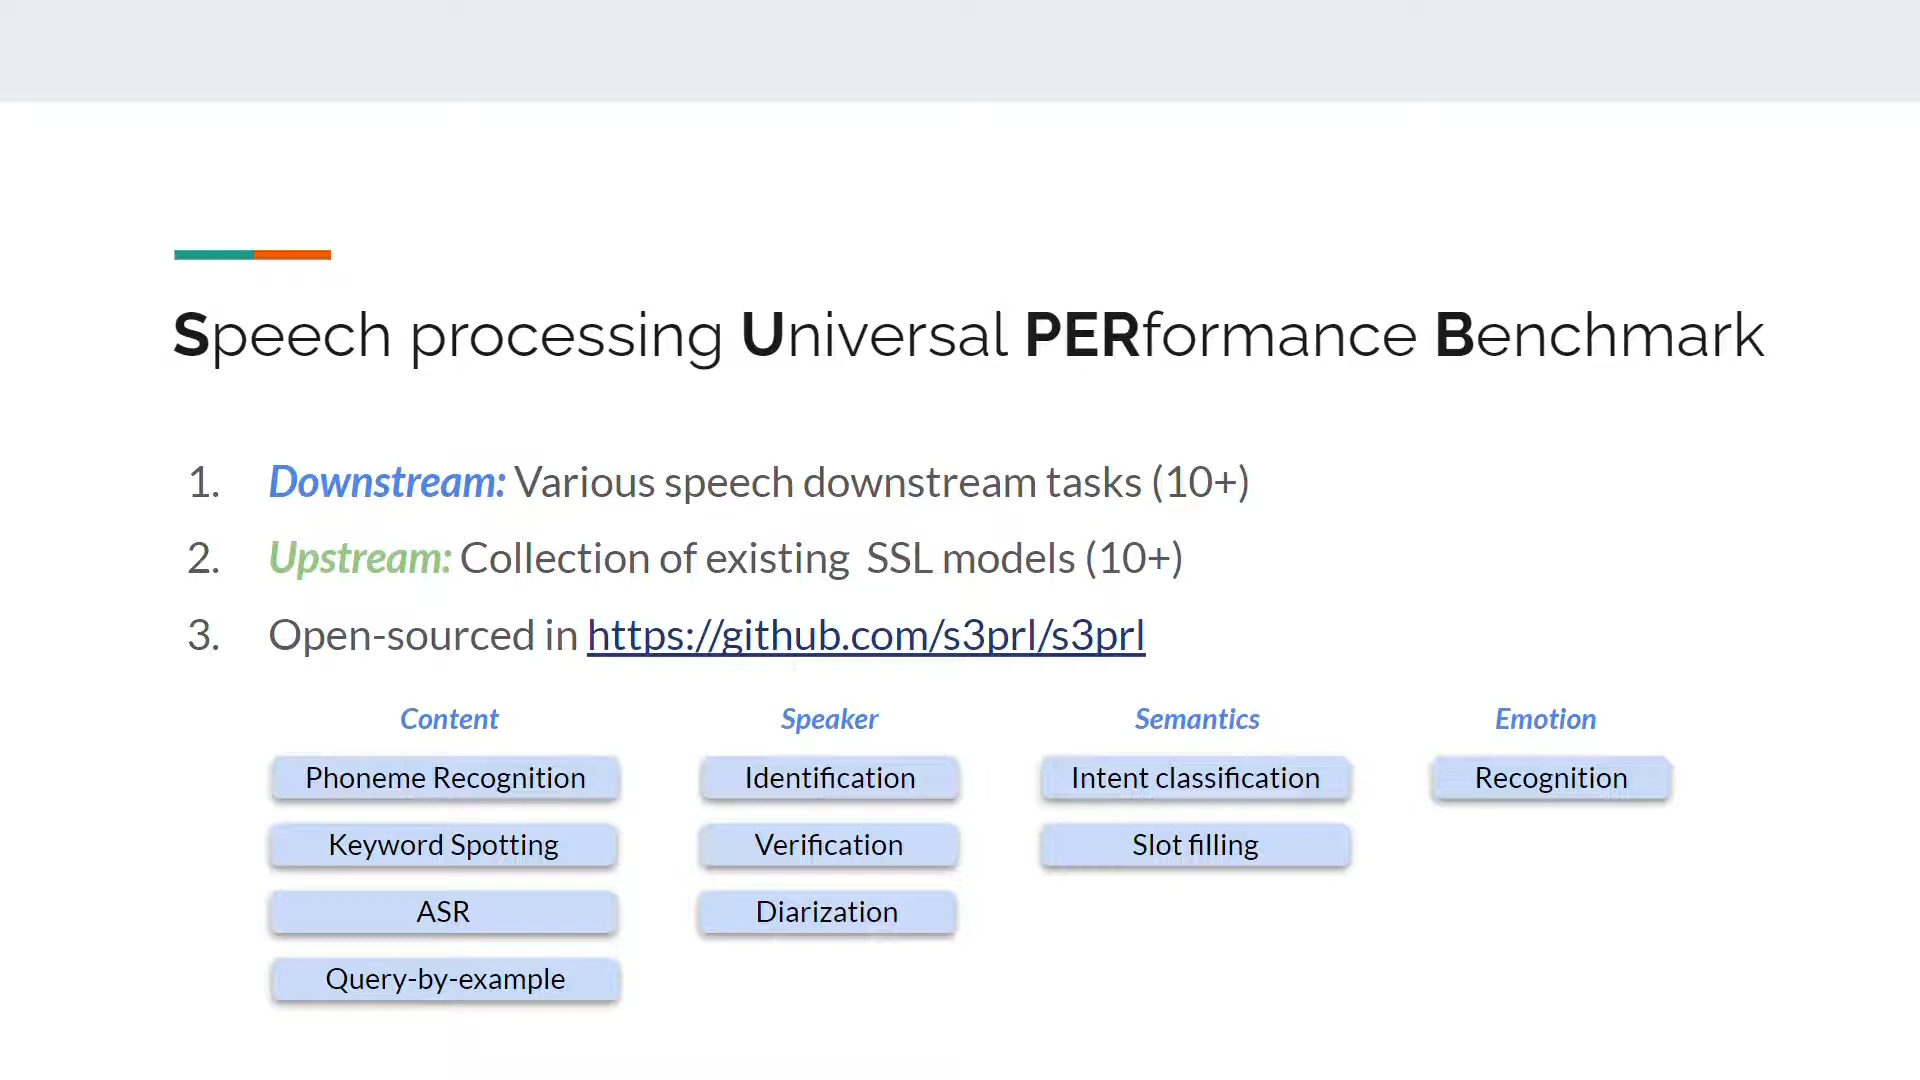 Speech processing Universal PERformance Benchmark
1. Downstream: Various speech downstream tasks (10+)
2. Upstream: Collection of existing SSL models (10+)
3. Open-sourced in https://github.com/s3prl/s3prl
Content Speaker Semantics Emotion
Phoneme Recognition Identification Intent classification Recognition
Keyword Spotting Verification Slot filling
ASR Diarization
Query-by-example